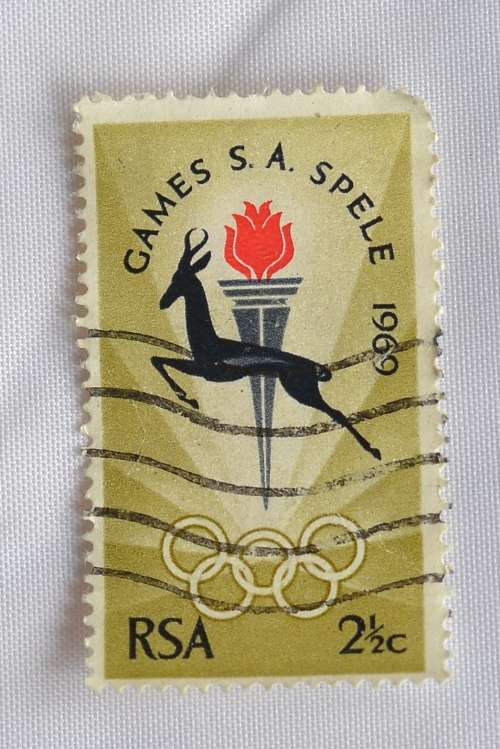 GAMES S. A. SPELE 1969
RSA 2½c